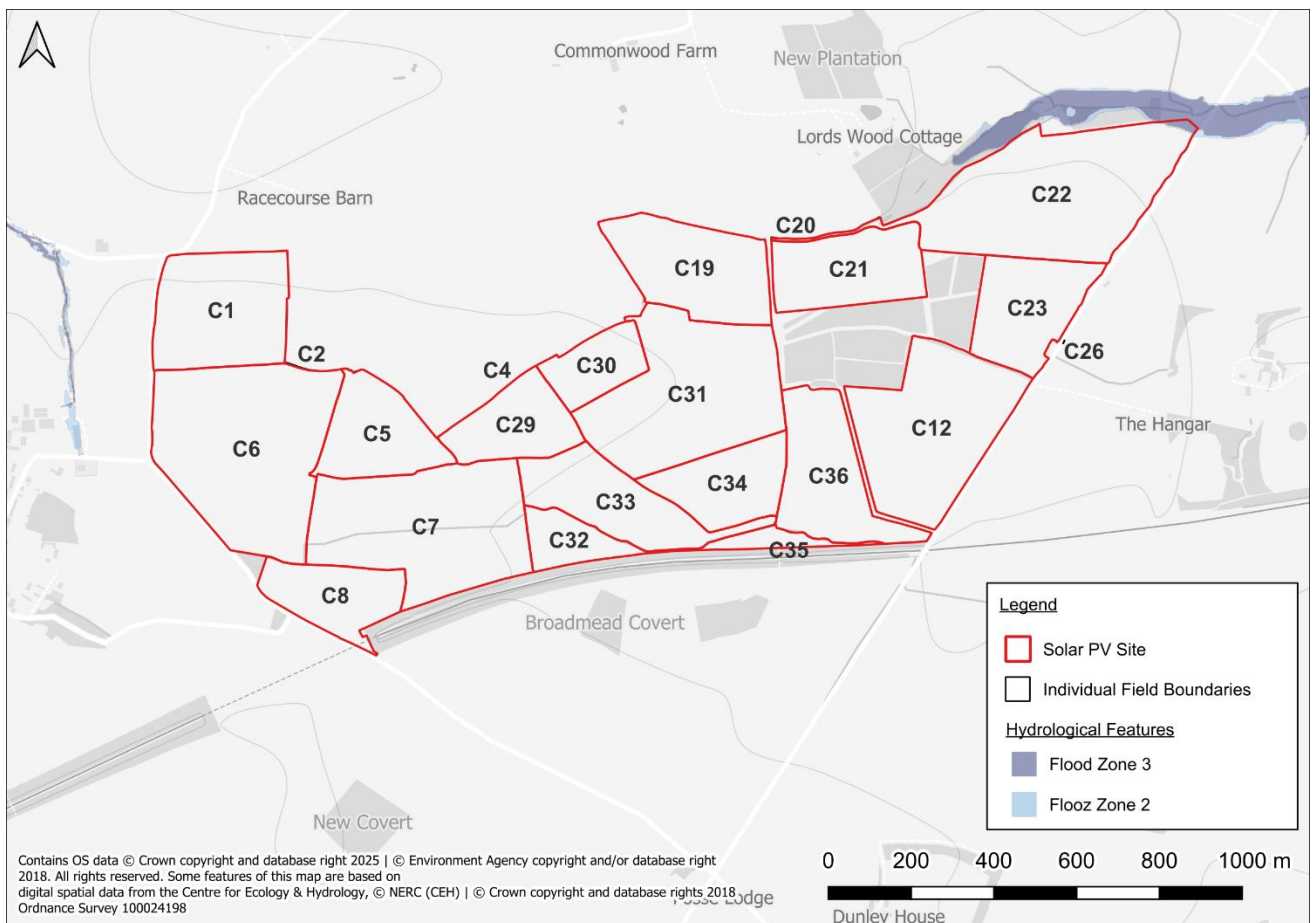 Commonwood Farm
New Plantation
Lords Wood Cottage
Racecourse Barn
C22
C20
C19
C21
C1
C23
C2
C26
C4
C30
C31
C29
C5
C6
C12
The Hangar
C34
C36
C33
C7
C32
C35
C8
Broadmead Covert
New Covert
Legend
Solar PV Site
Individual Field Boundaries
Hydrological Features
Flood Zone 3
Flooz Zone 2
Contains OS data © Crown copyright and database right 2025 | © Environment Agency copyright and/or database right
2018. All rights reserved. Some features of this map are based on
digital spatial data from the Centre for Ecology & Hydrology, © NERC (CEH) | © Crown copyright and database rights 2018
Ordnance Survey 100024198
Lodge
0 200 400 600 800 1000 m
Dunley House